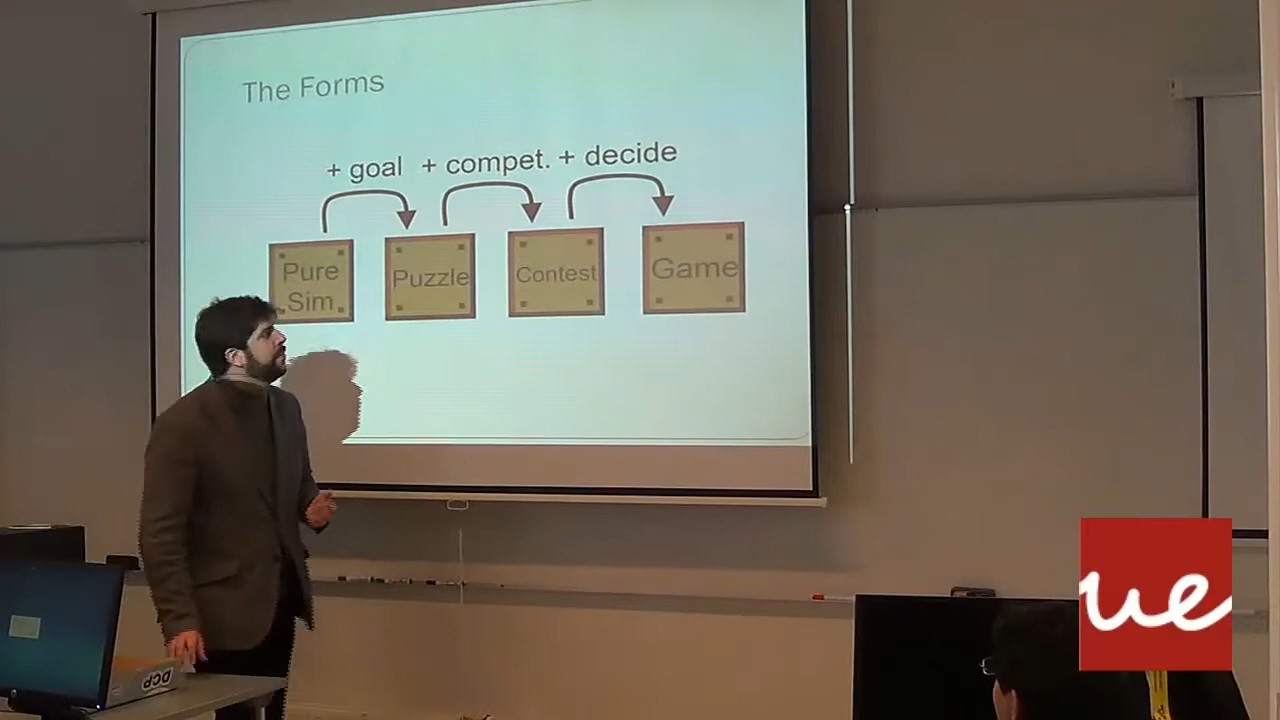 The Forms
+ goal + compet. + decide
Pure
Sim
Puzzle
Contest
Game
DCP
ue